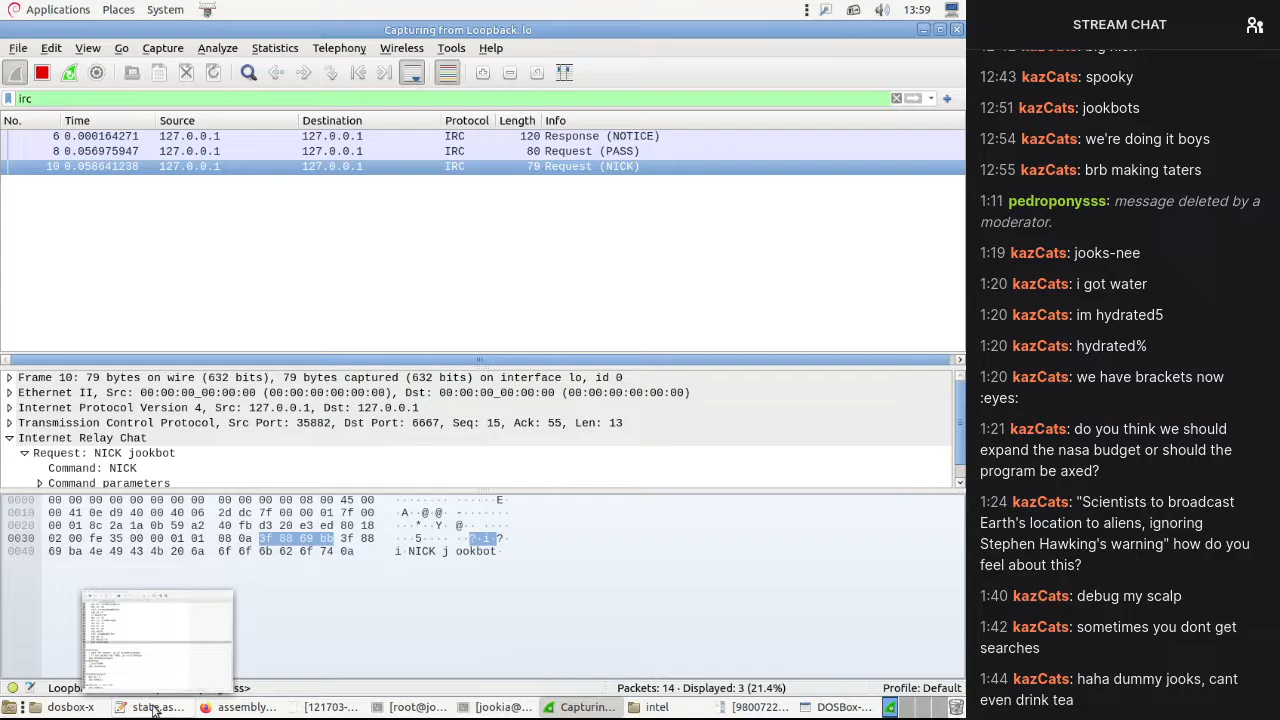 Applications Places System 13:59
Capturing from Loopback: lo
File Edit View Go Capture Analyze Statistics Telephony Wireless Tools Help
irc
No. Time Source Destination Protocol Length Info
6 0.000164271 127.0.0.1 127.0.0.1 IRC 120 Response (NOTICE)
8 0.056975947 127.0.0.1 127.0.0.1 IRC 80 Request (PASS)
10 0.058641238 127.0.0.1 127.0.0.1 IRC 79 Request (NICK)
Frame 10: 79 bytes on wire (632 bits), 79 bytes captured (632 bits) on interface lo, id 0
Ethernet II, Src: 00:00:00_00:00:00 (00:00:00:00:00:00), Dst: 00:00:00_00:00:00 (00:00:00:00:00:00)
Internet Protocol Version 4, Src: 127.0.0.1, Dst: 127.0.0.1
Transmission Control Protocol, Src Port: 35882, Dst Port: 6667, Seq: 15, Ack: 55, Len: 13
Internet Relay Chat
Request: NICK jookbot
Command: NICK
Command parameters
0000 00 00 00 00 00 00 00 00 00 00 00 00 08 00 45 00 ········ ······E·
0010 00 41 0e d9 40 00 40 06 2d dc 7f 00 00 01 7f 00 ·A··@·@· -·······
0020 00 01 8c 2a 1a 0b 59 a2 40 fb d3 20 e3 ed 80 18 ···*··Y· @·· ····
0030 02 00 fe 35 00 00 01 01 08 0a 3f 88 69 bb 3f 88 ···5···· ··?·i·?·
0040 69 ba 4e 49 43 4b 20 6a 6f 6f 6b 62 6f 74 0a i·NICK j ookbot·
Packets: 14 · Displayed: 3 (21.4%) Profile: Default
dosbox-x assembly... [121703-... [root@jo... [jookia@... Capturin... intel [9800722... DOSBox-...
STREAM CHAT
12:43 kazCats: spooky
12:51 kazCats: jookbots
12:54 kazCats: we're doing it boys
12:55 kazCats: brb making taters
1:11 pedroponysss: message deleted by a
moderator.
1:19 kazCats: jooks-nee
1:20 kazCats: i got water
1:20 kazCats: im hydrated5
1:20 kazCats: hydrated%
1:20 kazCats: we have brackets now
:eyes:
1:21 kazCats: do you think we should
expand the nasa budget or should the
program be axed?
1:24 kazCats: "Scientists to broadcast
Earth's location to aliens, ignoring
Stephen Hawking's warning" how do you
feel about this?
1:40 kazCats: debug my scalp
1:42 kazCats: sometimes you dont get
searches
1:44 kazCats: haha dummy jooks, cant
even drink tea